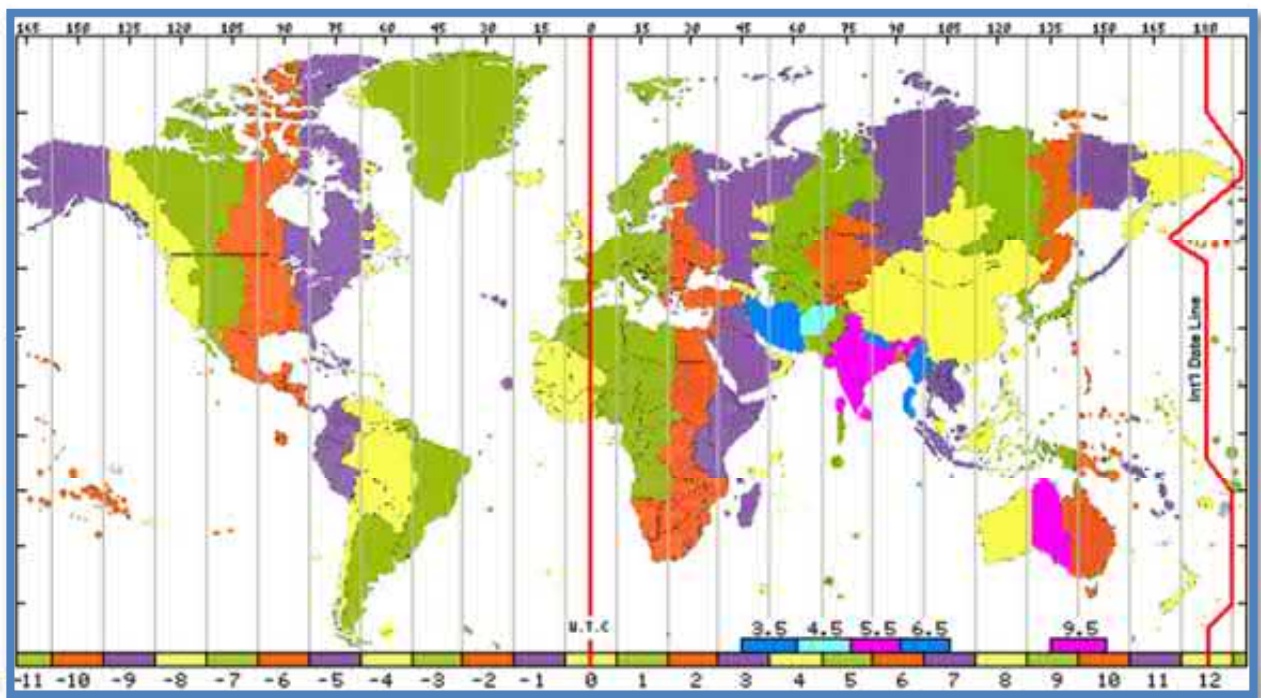 165 150 135 120 105 90 75 60 45 30 15 0 15 30 45 60 75 90 105 120 135 150 165 180
Int'l Date Line
U.T.C
3.5 4.5 5.5 6.5 9.5
-11 -10 -9 -8 -7 -6 -5 -4 -3 -2 -1 0 1 2 3 4 5 6 7 8 9 10 11 12